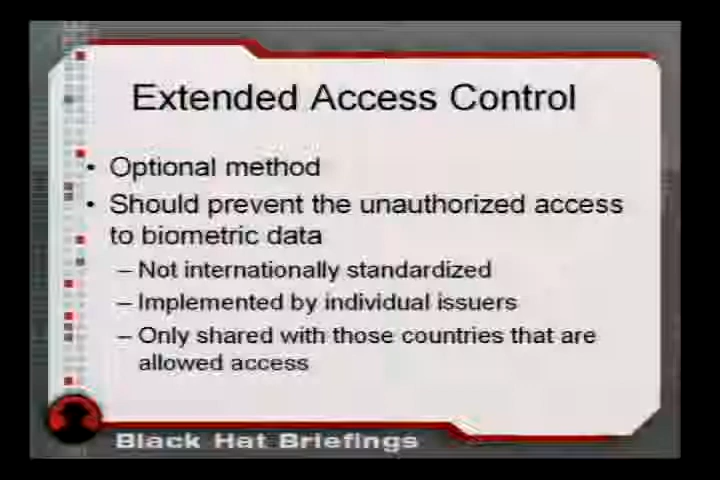 Extended Access Control
• Optional method
• Should prevent the unauthorized access
to biometric data
– Not internationally standardized
– Implemented by individual issuers
– Only shared with those countries that are
allowed access
Black Hat Briefings